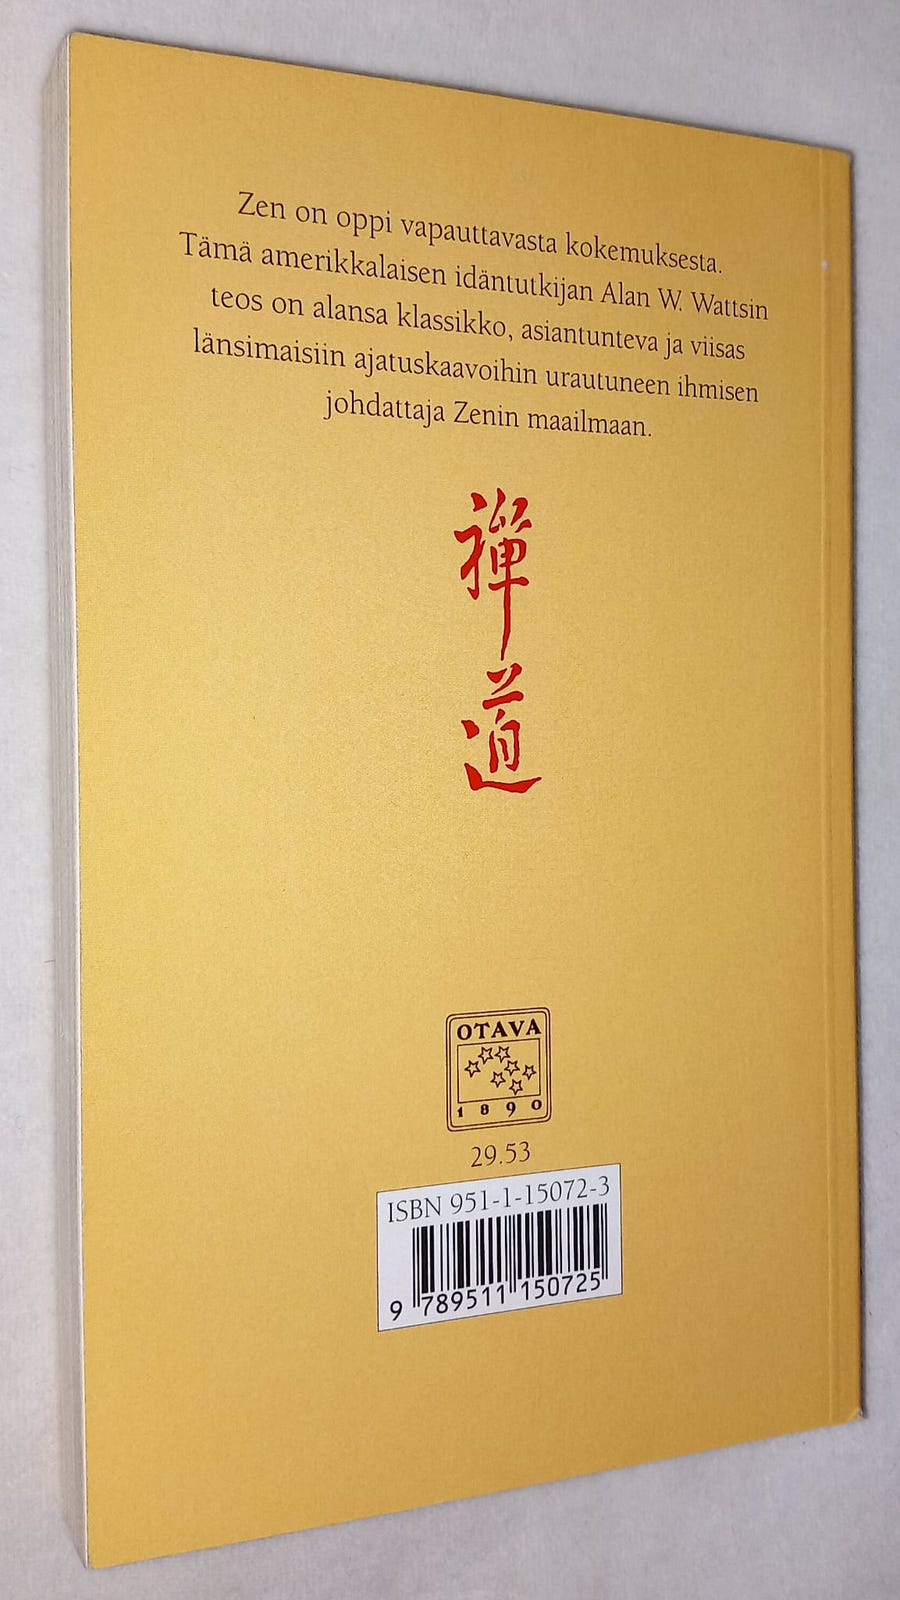 Zen on oppi vapauttavasta kokemuksesta.
Tämä amerikkalaisen idäntutkijan Alan W. Wattsin
teos on alansa klassikko, asiantunteva ja viisas
länsimaisiin ajatuskaavoihin urautuneen ihmisen
johdattaja Zenin maailmaan.
禅道
OTAVA
1890
29.53
ISBN 951-1-15072-3
9 789511 150725